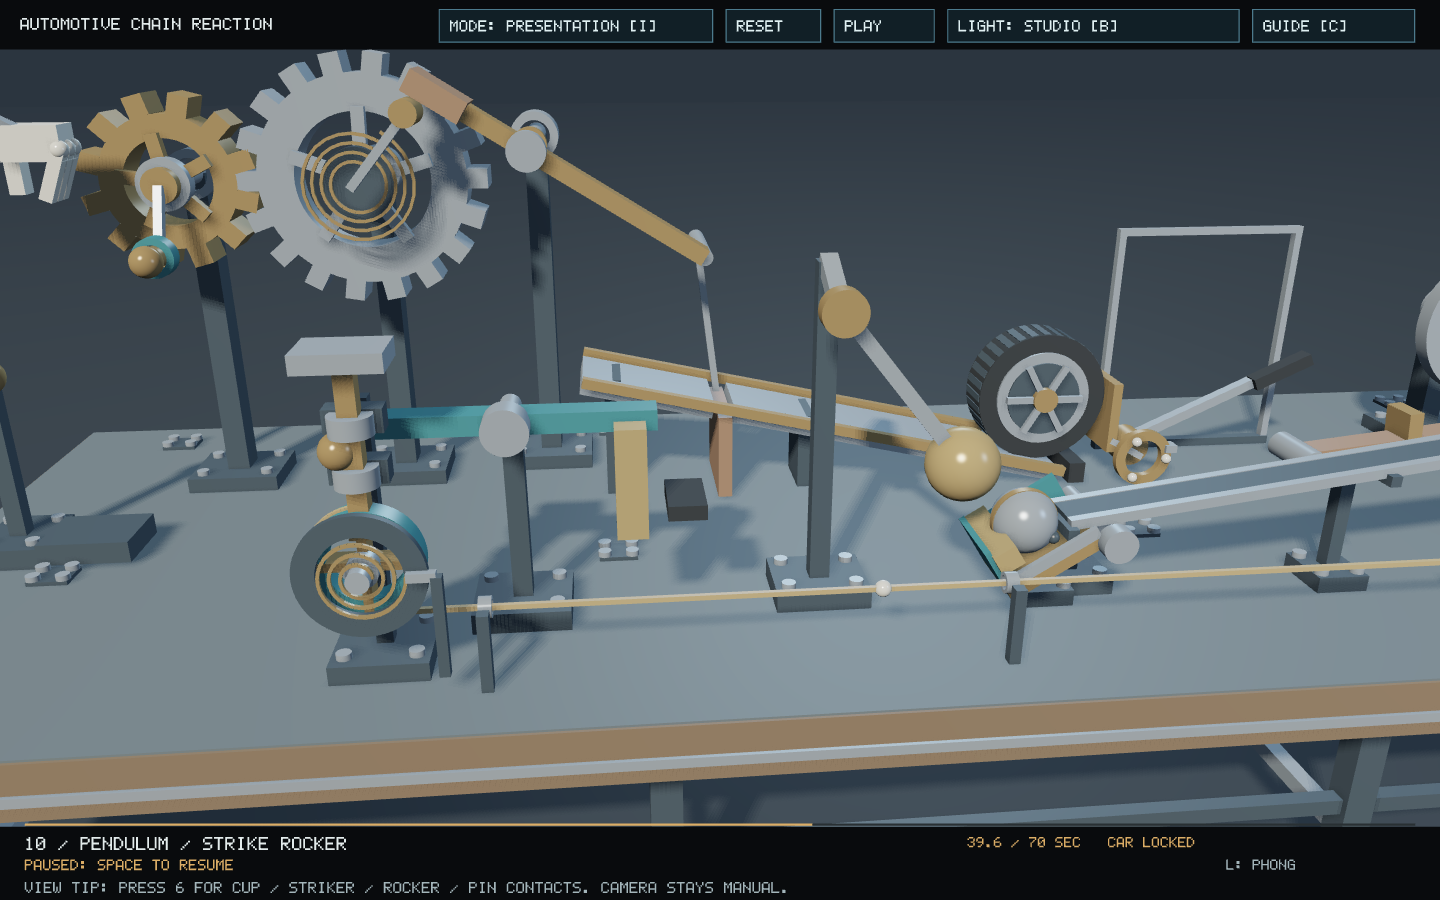 AUTOMOTIVE CHAIN REACTION
MODE: PRESENTATION [I]
RESET
PLAY
LIGHT: STUDIO [B]
GUIDE [C]
10 / PENDULUM / STRIKE ROCKER
39.6 / 70 SEC CAR LOCKED
PAUSED: SPACE TO RESUME
L: PHONG
VIEW TIP: PRESS 6 FOR CUP / STRIKER / ROCKER / PIN CONTACTS. CAMERA STAYS MANUAL.